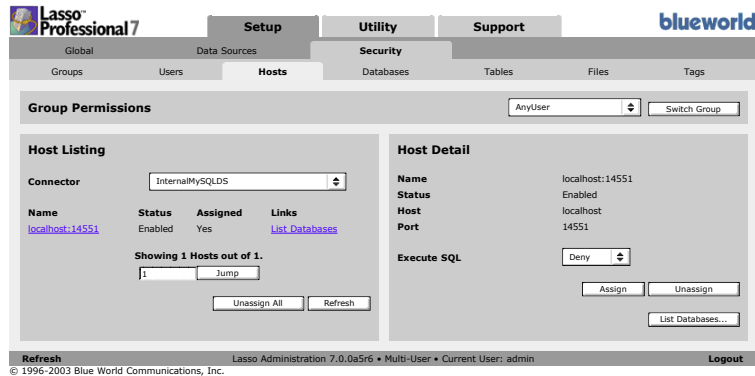 Lasso™
Professional 7
Setup Utility Support
blueworld
Global Data Sources Security
Groups Users Hosts Databases Tables Files Tags
Group Permissions AnyUser Switch Group
Host Listing
Connector InternalMySQLDS
Name Status Assigned Links
localhost:14551 Enabled Yes List Databases
Showing 1 Hosts out of 1.
1 Jump
Unassign All Refresh
Host Detail
Name localhost:14551
Status Enabled
Host localhost
Port 14551
Execute SQL Deny
Assign Unassign
List Databases...
Refresh Lasso Administration 7.0.0a5r6 • Multi-User • Current User: admin Logout
© 1996-2003 Blue World Communications, Inc.